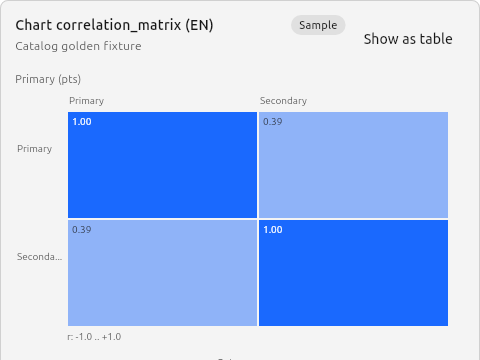 Chart correlation_matrix (EN)
Sample
Show as table
Catalog golden fixture
Primary (pts)
Primary Secondary
Primary 1.00 0.39
Seconda... 0.39 1.00
r: -1.0 .. +1.0